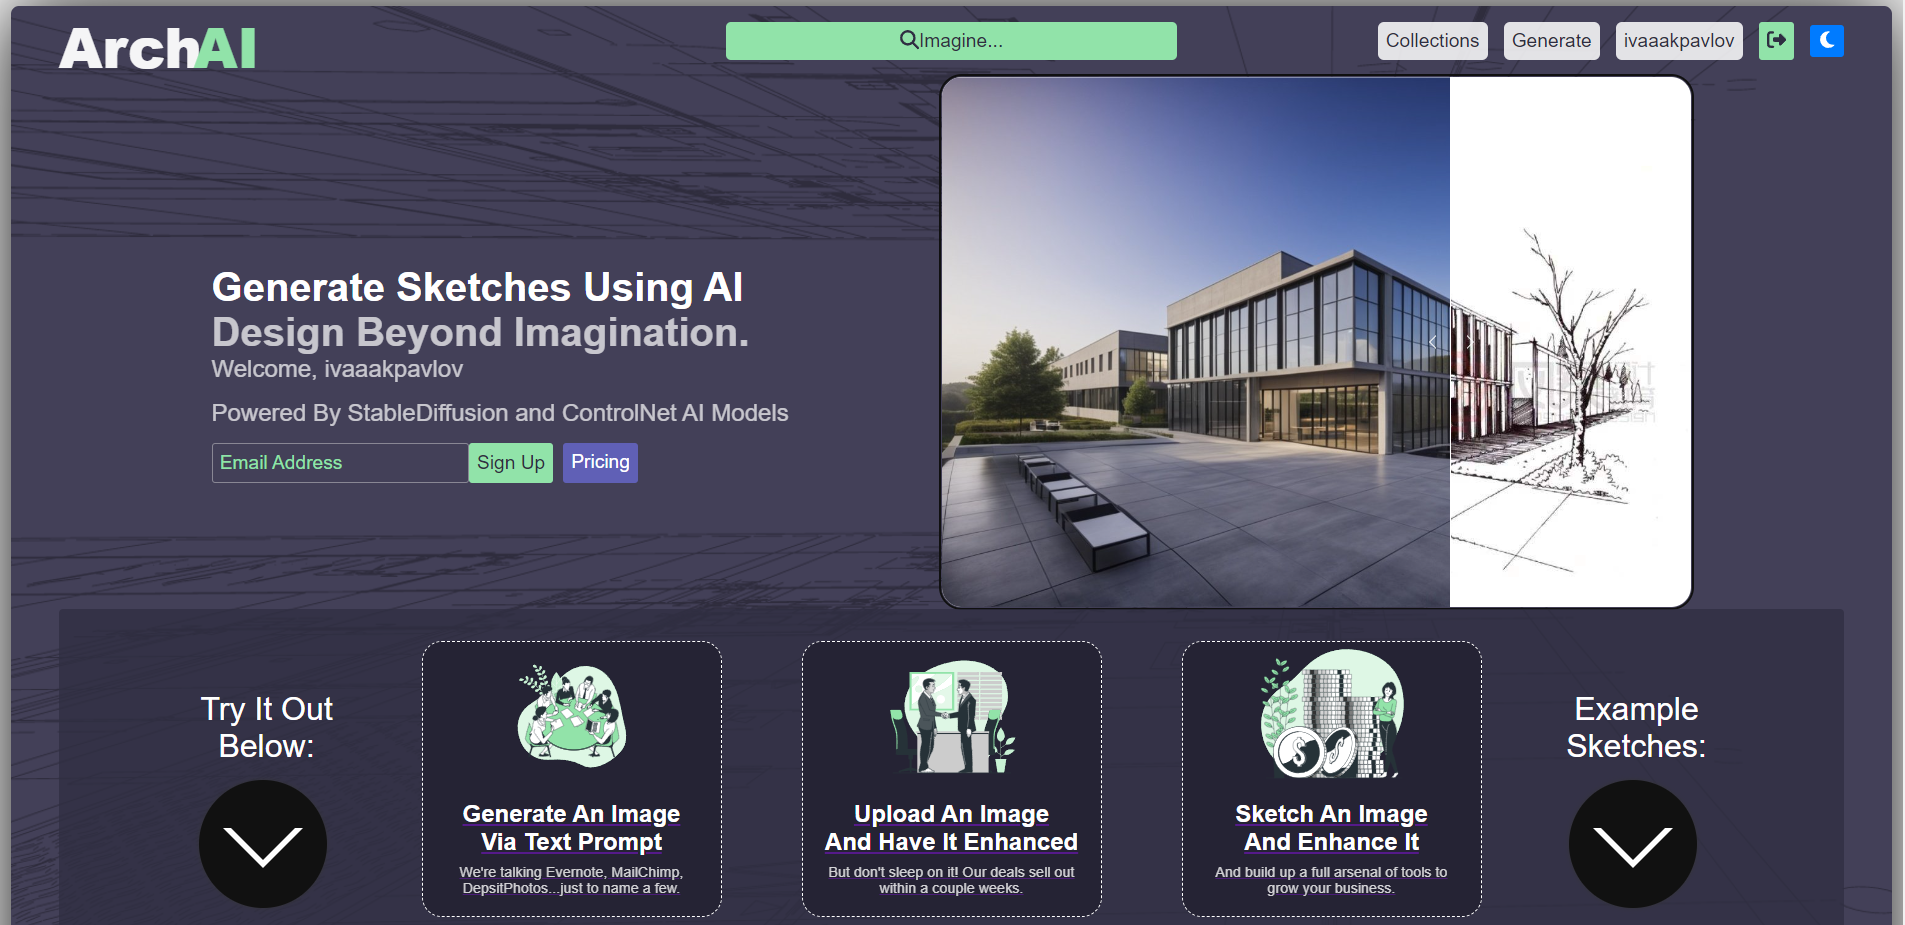 ArchAI
Imagine...
Collections
Generate
ivaaakpavlov
Generate Sketches Using AI
Design Beyond Imagination.
Welcome, ivaaakpavlov
Powered By StableDiffusion and ControlNet AI Models
Email Address
Sign Up
Pricing
Try It Out
Below:
Generate An Image
Via Text Prompt
We're talking Evernote, MailChimp,
DepsitPhotos...just to name a few.
Upload An Image
And Have It Enhanced
But don't sleep on it! Our deals sell out
within a couple weeks.
$
Sketch An Image
And Enhance It
And build up a full arsenal of tools to
grow your business.
Example
Sketches: